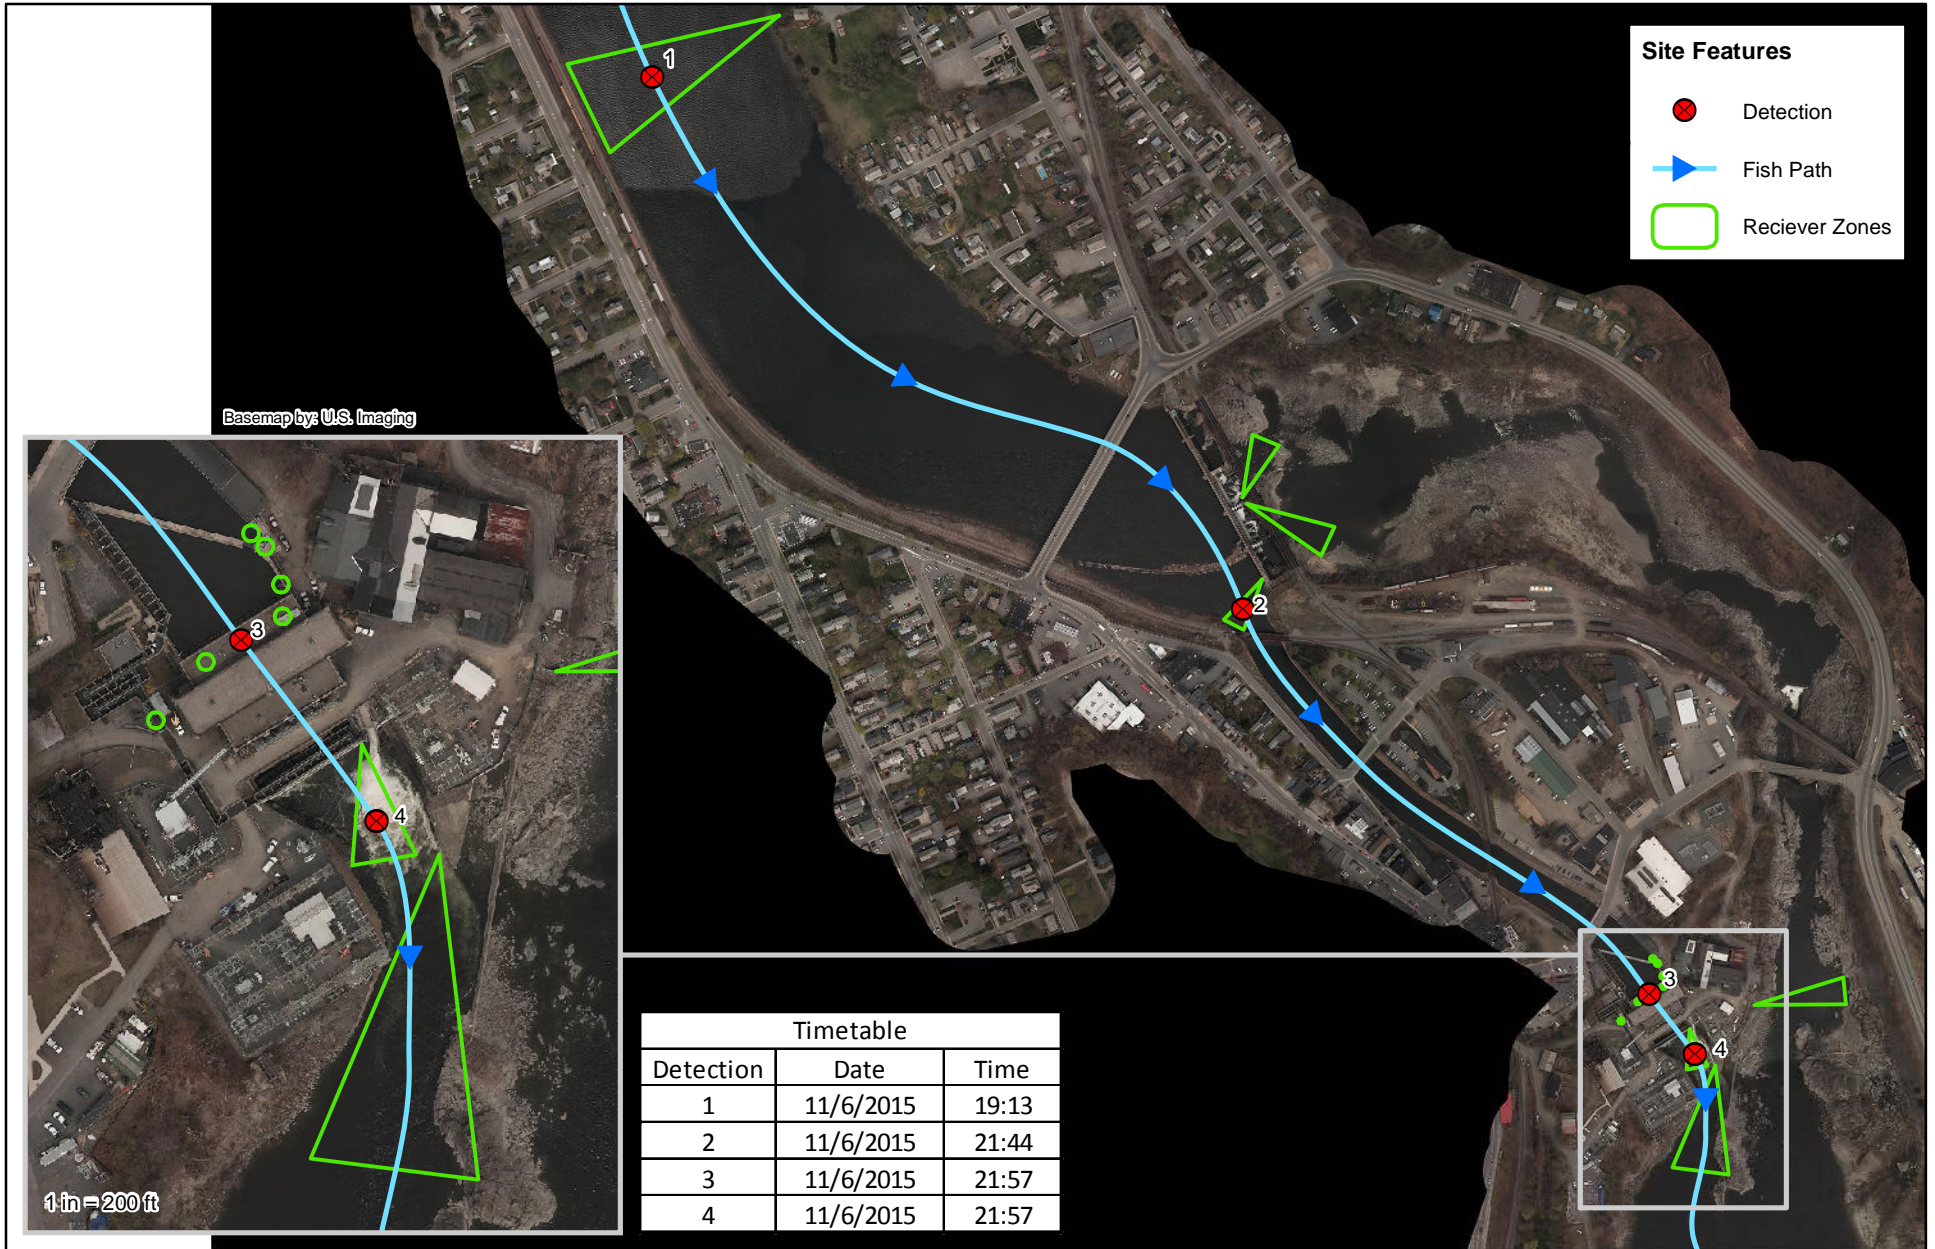 Site Features
Detection
Fish Path
Reciever Zones
1
2
3
4
Basemap by: U.S. Imaging
3
4
1 in = 200 ft
Timetable
Detection Date Time
1 11/6/2015 19:13
2 11/6/2015 21:44
3 11/6/2015 21:57
4 11/6/2015 21:57